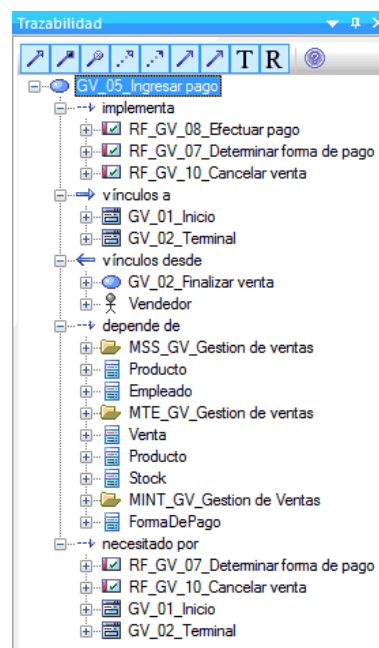 Trazabilidad
T R
GV_05_Ingresar pago
implementa
RF_GV_08_Efectuar pago
RF_GV_07_Determinar forma de pago
RF_GV_10_Cancelar venta
vínculos a
GV_01_Inicio
GV_02_Terminal
vínculos desde
GV_02_Finalizar venta
Vendedor
depende de
MSS_GV_Gestion de ventas
Producto
Empleado
MTE_GV_Gestion de ventas
Venta
Producto
Stock
MINT_GV_Gestion de Ventas
FormaDePago
necesitado por
RF_GV_07_Determinar forma de pago
RF_GV_10_Cancelar venta
GV_01_Inicio
GV_02_Terminal